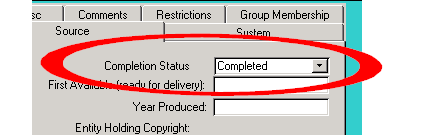 sc Comments Restrictions Group Membership
Source System
Completion Status Completed
First Available (ready for delivery):
Year Produced:
Entity Holding Copyright: